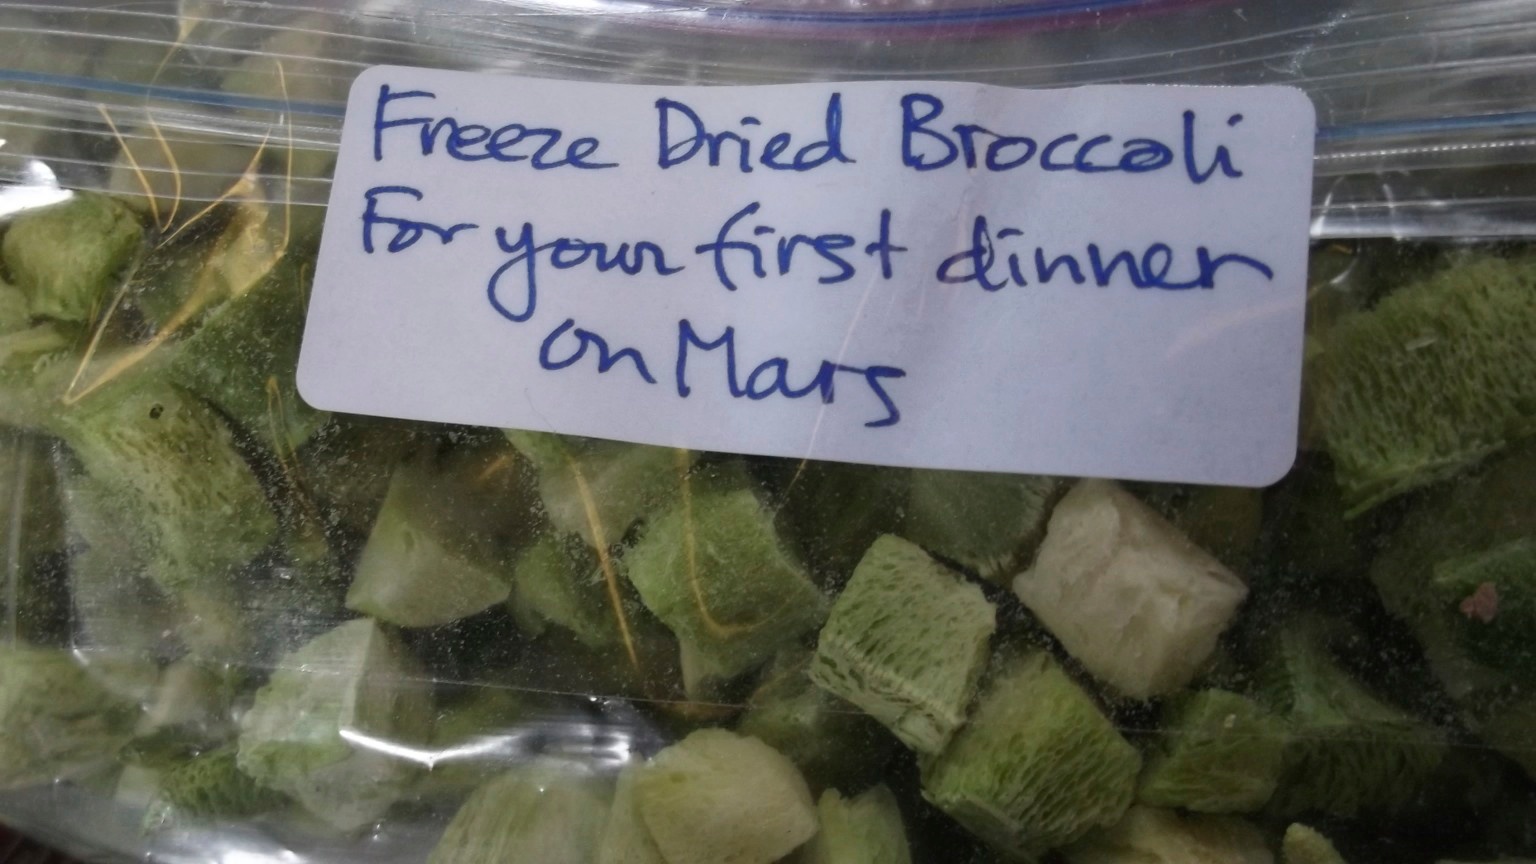 Freeze Dried Broccoli
For your first dinner
on Mars